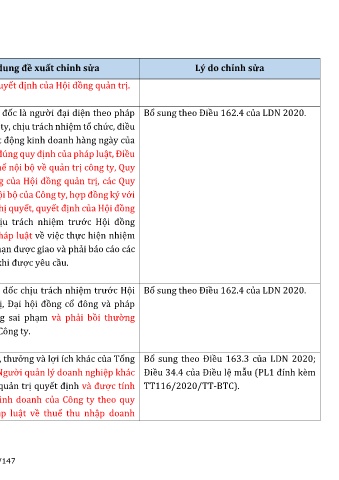 dung đề xuất chỉnh sửa
Lý do chỉnh sửa
uyết định của Hội đồng quản trị.
đốc là người đại diện theo pháp
ty, chịu trách nhiệm tổ chức, điều
động kinh doanh hàng ngày của
đúng quy định của pháp luật, Điều
nội bộ về quản trị công ty, Quy
của Hội đồng quản trị, các Quy
bộ của Công ty, hợp đồng ký với
quyết, quyết định của Hội đồng
trách nhiệm trước Hội đồng
pháp luật về việc thực hiện nhiệm
được giao và phải báo cáo các
khi được yêu cầu.
Bổ sung theo Điều 162.4 của LDN 2020.
đốc chịu trách nhiệm trước Hội
Đại hội đồng cổ đông và pháp
sai phạm và phải bồi thường
Công ty.
Bổ sung theo Điều 162.4 của LDN 2020.
, thưởng và lợi ích khác của Tổng
Người quản lý doanh nghiệp khác
quản trị quyết định và được tính
inh doanh của Công ty theo quy
luật về thuế thu nhập doanh
Bổ sung theo Điều 163.3 của LDN 2020;
Điều 34.4 của Điều lệ mẫu (PL1 đính kèm
TT116/2020/TT-BTC).
/147